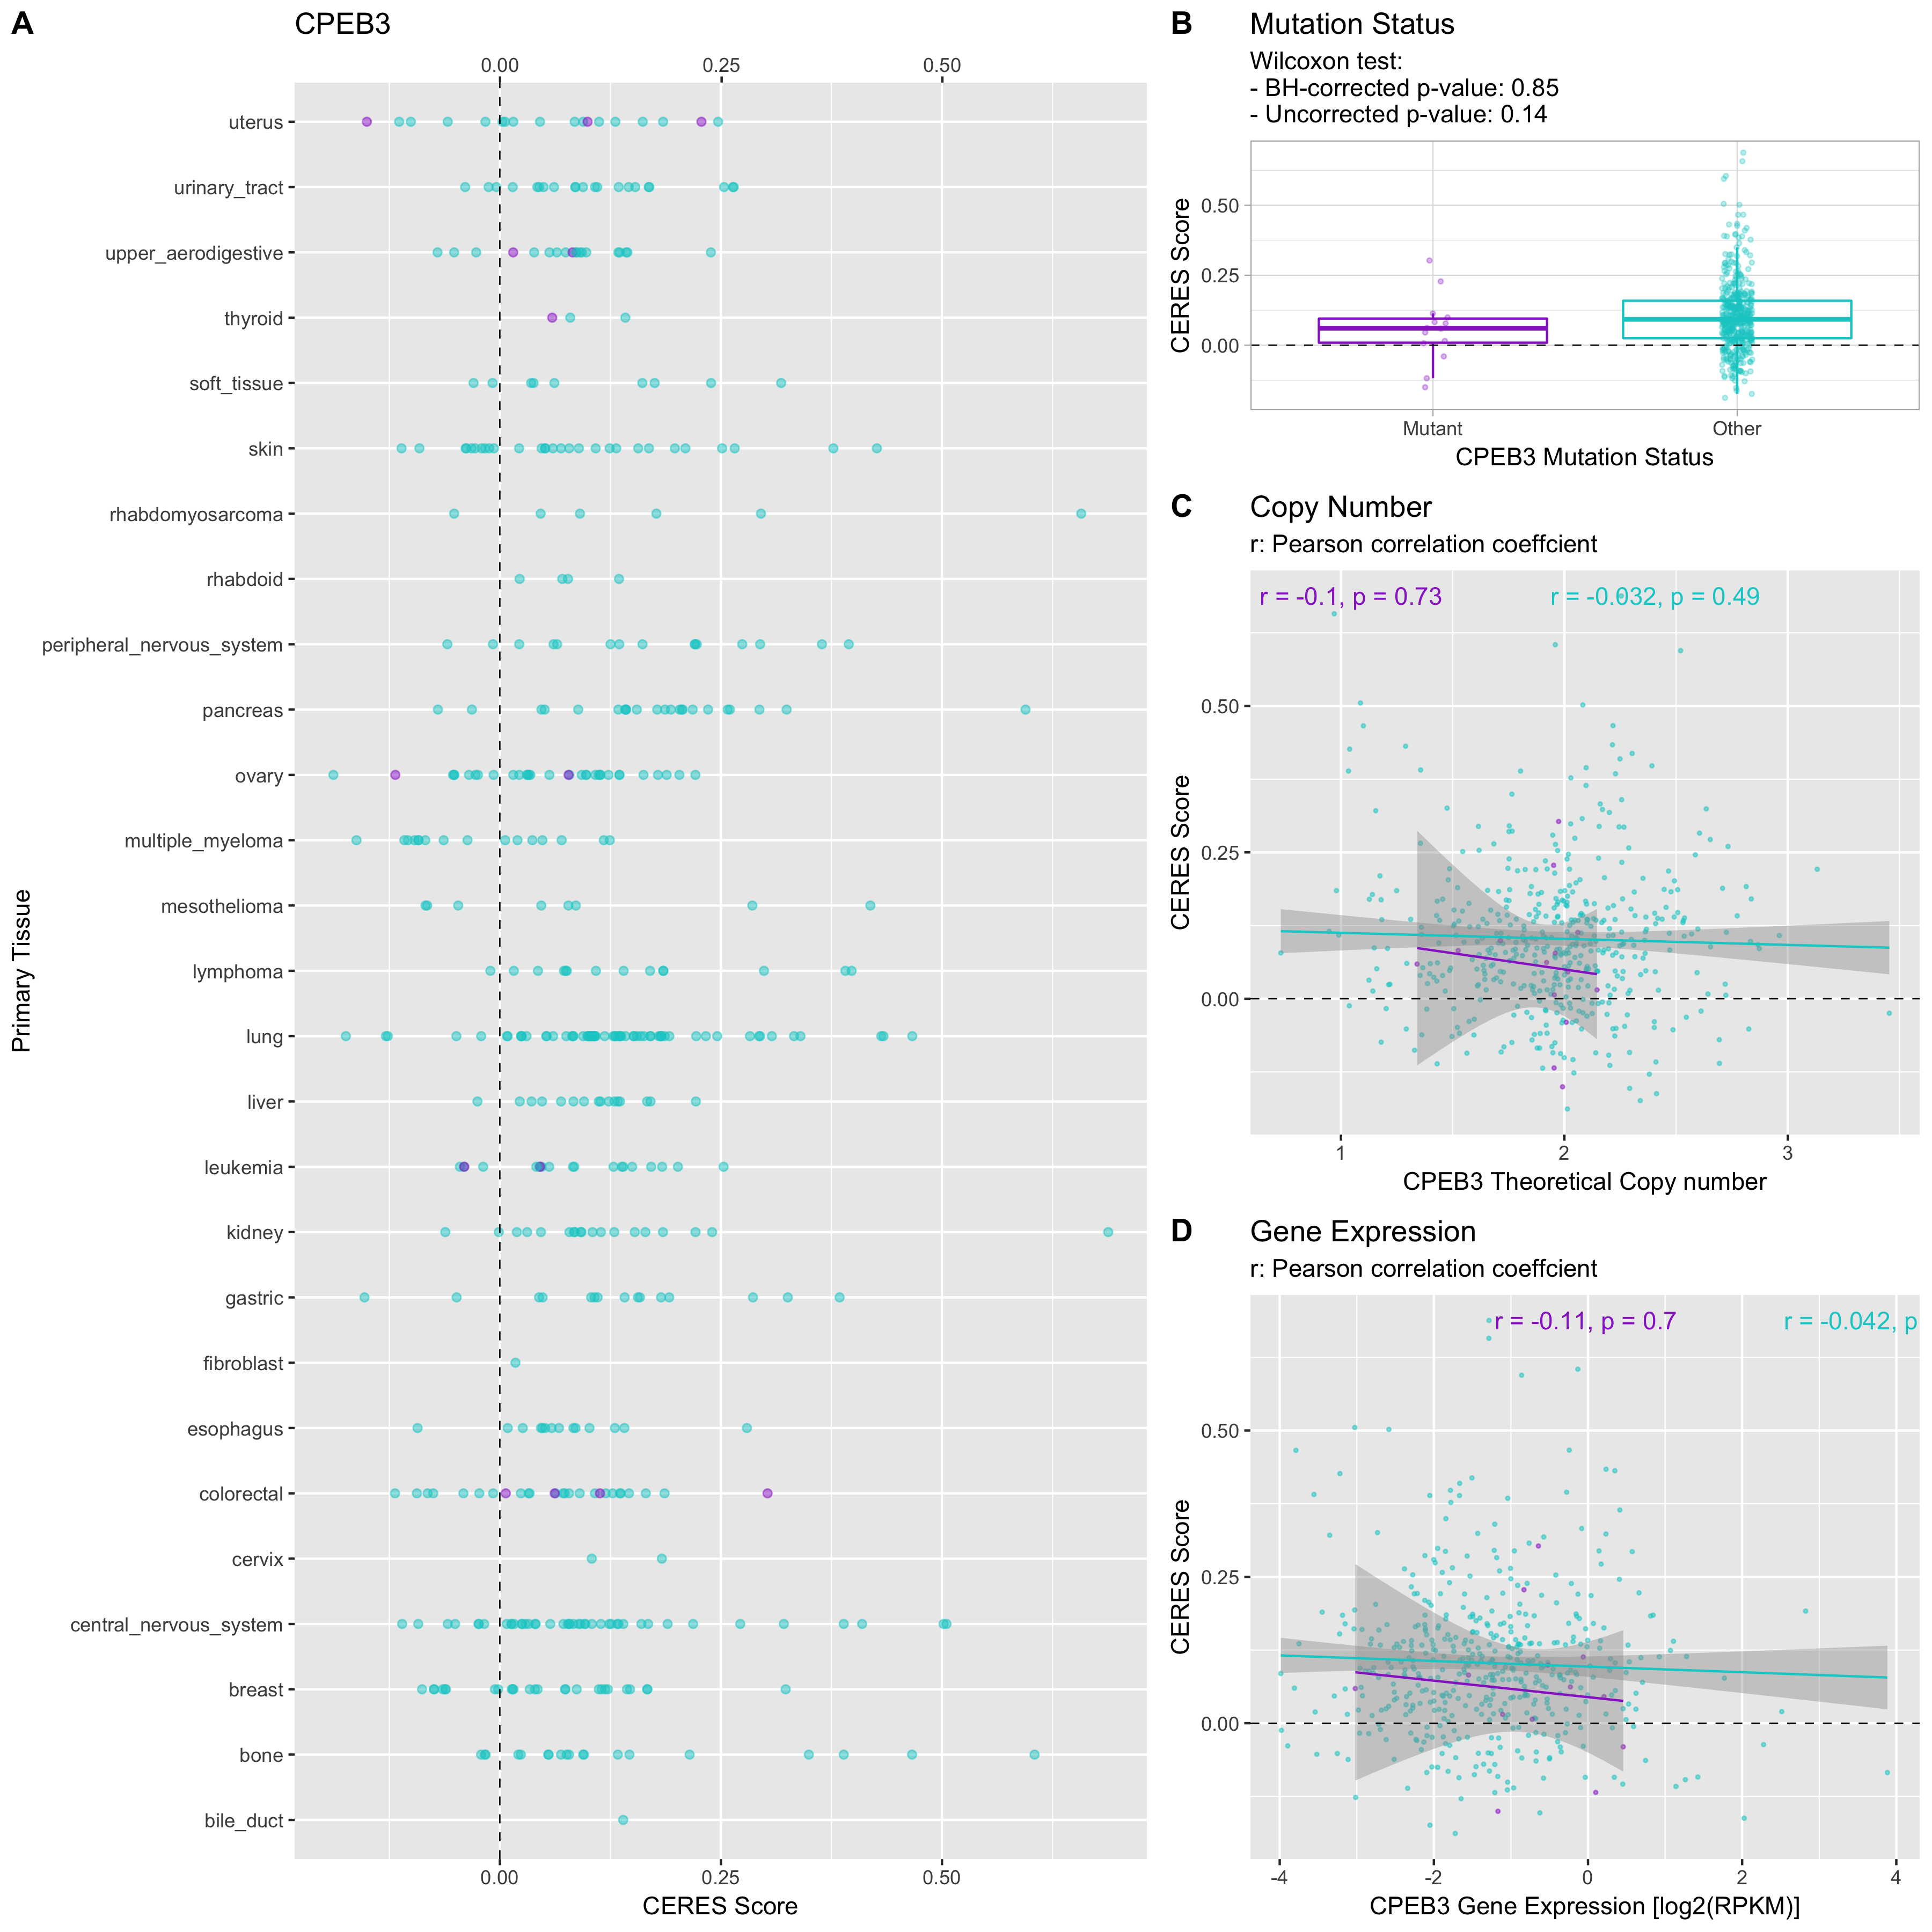 A
CPEB3
0.00 0.25 0.50
uterus
urinary_tract
upper_aerodigestive
thyroid
soft_tissue
skin
rhabdomyosarcoma
rhabdoid
peripheral_nervous_system
pancreas
ovary
multiple_myeloma
mesothelioma
lymphoma
lung
liver
leukemia
kidney
gastric
fibroblast
esophagus
colorectal
cervix
central_nervous_system
breast
bone
bile_duct
Primary Tissue
0.00 0.25 0.50
CERES Score
B
Mutation Status
Wilcoxon test:
- BH-corrected p-value: 0.85
- Uncorrected p-value: 0.14
0.50
0.25
0.00
CERES Score
Mutant Other
CPEB3 Mutation Status
C
Copy Number
r: Pearson correlation coeffcient
r = -0.1, p = 0.73
r = -0.032, p = 0.49
0.50
0.25
0.00
CERES Score
1 2 3
CPEB3 Theoretical Copy number
D
Gene Expression
r: Pearson correlation coeffcient
r = -0.11, p = 0.7
r = -0.042, p
0.50
0.25
0.00
CERES Score
-4 -2 0 2 4
CPEB3 Gene Expression [log2(RPKM)]